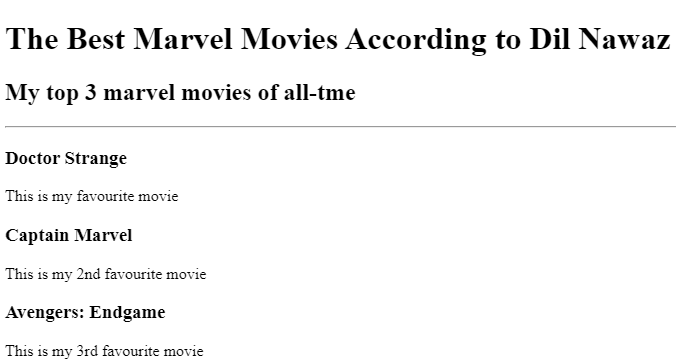 The Best Marvel Movies According to Dil Nawaz
My top 3 marvel movies of all-tme
Doctor Strange
This is my favourite movie
Captain Marvel
This is my 2nd favourite movie
Avengers: Endgame
This is my 3rd favourite movie